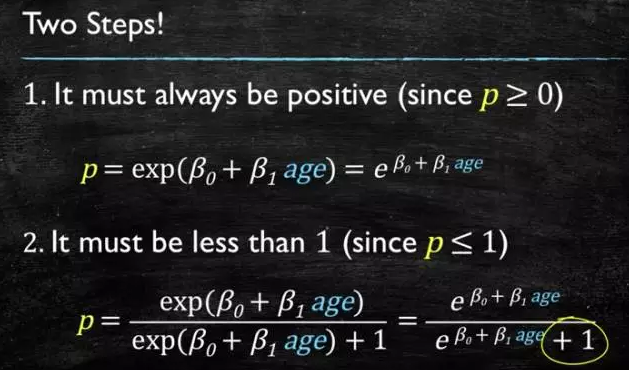 Two Steps!
1. It must always be positive (since p ≥ 0)
p = exp(β₀ + β₁ age) = e^(β₀ + β₁ age)
2. It must be less than 1 (since p ≤ 1)
p = exp(β₀ + β₁ age) / (exp(β₀ + β₁ age) + 1) = e^(β₀ + β₁ age) / (e^(β₀ + β₁ age) + 1)